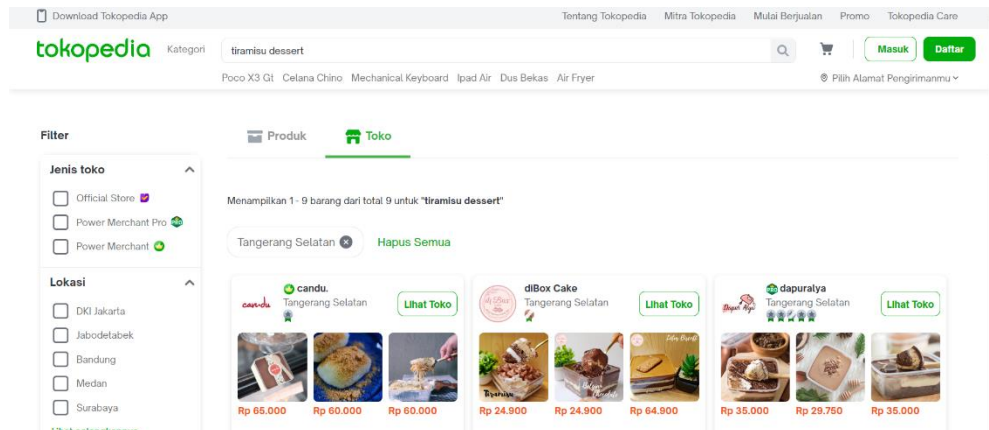 Download Tokopedia App
Tentang Tokopedia Mitra Tokopedia Mulai Berjualan Promo Tokopedia Care
tokopedia Kategori tiramisu dessert Masuk Daftar
Poco X3 Gt Celana Chino Mechanical Keyboard Ipad Air Dus Bekas Air Fryer Pilih Alamat Pengirimanmu
Filter
Produk Toko
Jenis toko
Official Store
Power Merchant Pro
Power Merchant
Menampilkan 1 - 9 barang dari total 9 untuk "tiramisu dessert"
Tangerang Selatan Hapus Semua
Lokasi
DKI Jakarta
Jabodetabek
Bandung
Medan
Surabaya
candu.
Tangerang Selatan
Lihat Toko
Rp 65.000 Rp 60.000 Rp 60.000
diBox Cake
Tangerang Selatan
Lihat Toko
Tiramisu
Rp 24.900 Rp 24.900 Rp 64.900
dapuralya
Tangerang Selatan
Lihat Toko
Rp 35.000 Rp 29.750 Rp 35.000